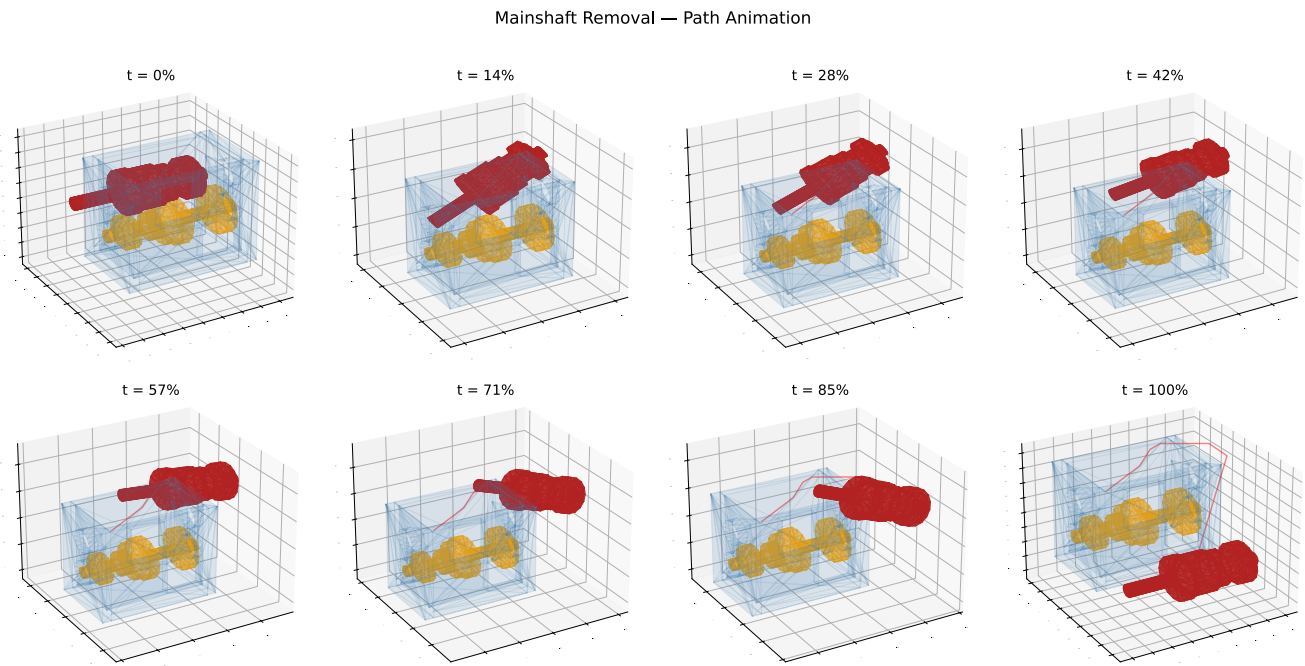 Mainshaft Removal — Path Animation
t = 0%
t = 14%
t = 28%
t = 42%
t = 57%
t = 71%
t = 85%
t = 100%